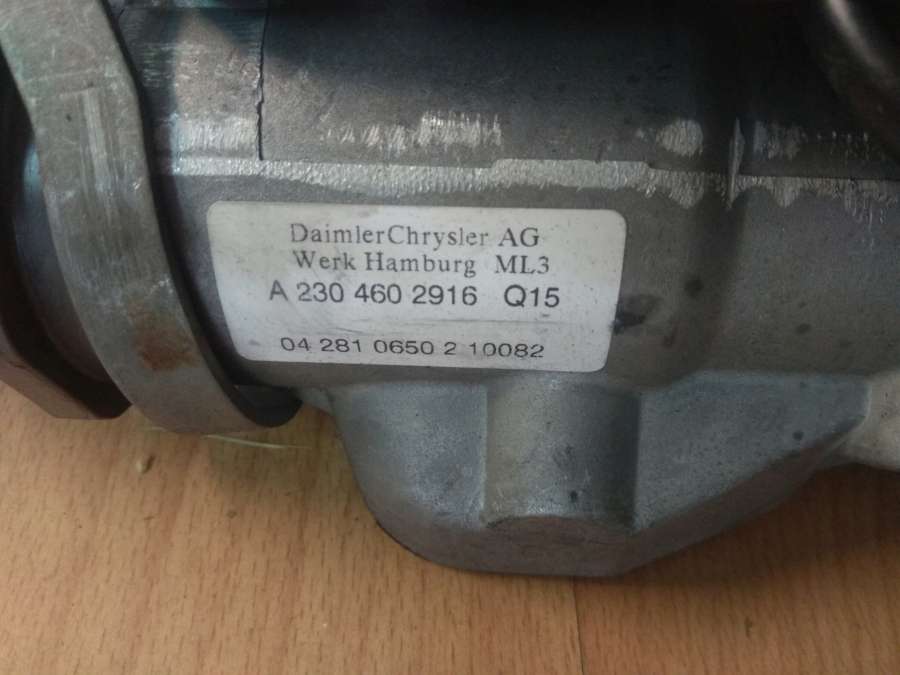 DaimlerChrysler AG
Werk Hamburg ML3
A 230 460 2916 Q15
04 281 0650 2 10082